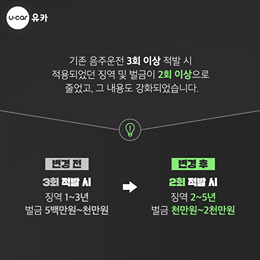 u-car 유카
기존 음주운전 3회 이상 적발 시
적용되었던 징역 및 벌금이 2회 이상으로
줄었고, 그 내용도 강화되었습니다.
변경 전
3회 적발 시
징역 1~3년
벌금 5백만원~천만원
변경 후
2회 적발 시
징역 2~5년
벌금 천만원~2천만원